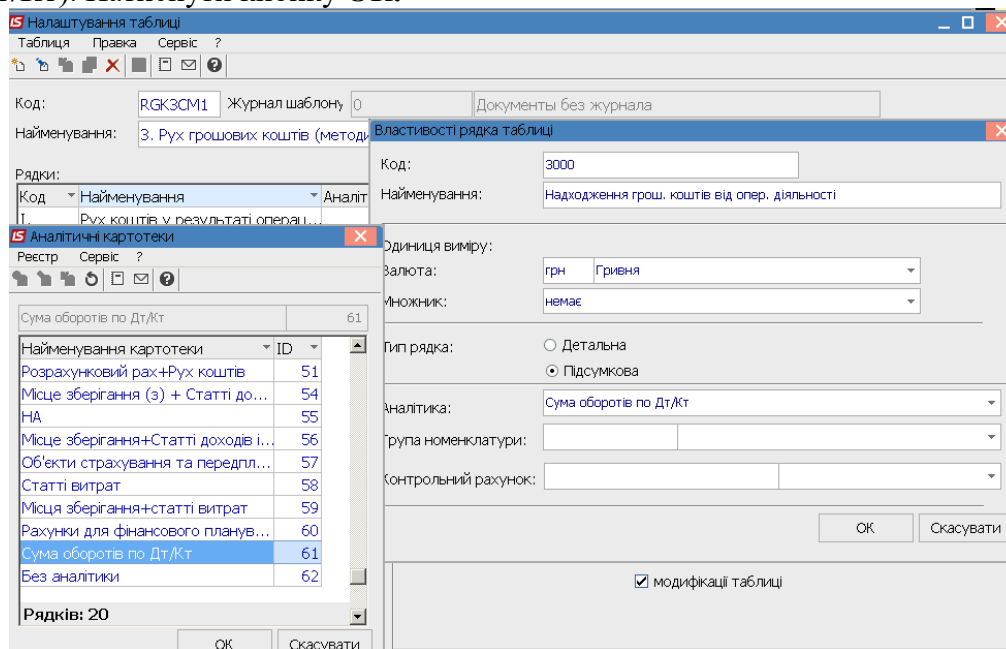 Налаштування таблиці
Таблиця Правка Сервіс ?
Код: RGK3CM1 Журнал шаблону 0 Документы без журнала
Найменування: 3. Рух грошових коштів (метод
Рядки:
Код Найменування Аналіт
І. Рух коштів у результаті операц...
Властивості рядка таблиці
Код: 3000
Найменування: Надходження грош. коштів від опер. діяльності
Одиниця виміру:
Валюта: грн Гривня
Множник: немає
Тип рядка: Детальна
Підсумкова
Аналітика: Сума оборотів по Дт/Кт
Група номенклатури:
Контрольний рахунок:
ОК Скасувати
модифікації таблиці
Аналітичні картотеки
Реєстр Сервіс ?
Сума оборотів по Дт/Кт 61
Найменування картотеки ID
Розрахунковий рах+Рух коштів 51
Місце зберігання (з) + Статті до... 54
НА 55
Місце зберігання+Статті доходів і... 56
Об'єкти страхування та передпл... 57
Статті витрат 58
Місця зберігання+статті витрат 59
Рахунки для фінансового планув... 60
Сума оборотів по Дт/Кт 61
Без аналітики 62
Рядків: 20
ОК Скасувати